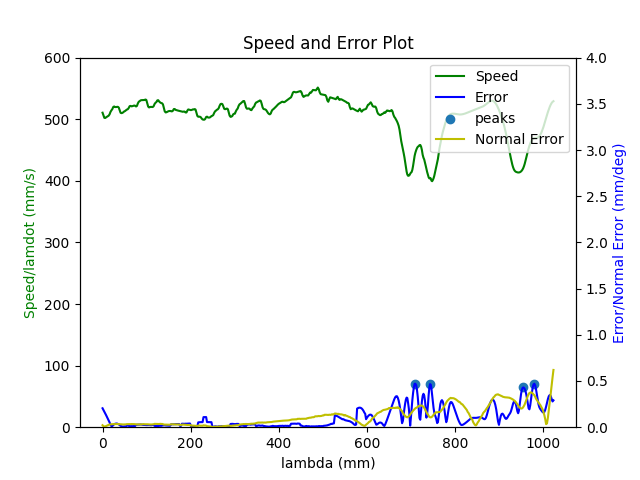 Speed and Error Plot
Speed
Error
peaks
Normal Error
600
500
400
300
200
100
0
Speed/lamdot (mm/s)
4.0
3.5
3.0
2.5
2.0
1.5
1.0
0.5
0.0
Error/Normal Error (mm/deg)
0
200
400
600
800
1000
lambda (mm)